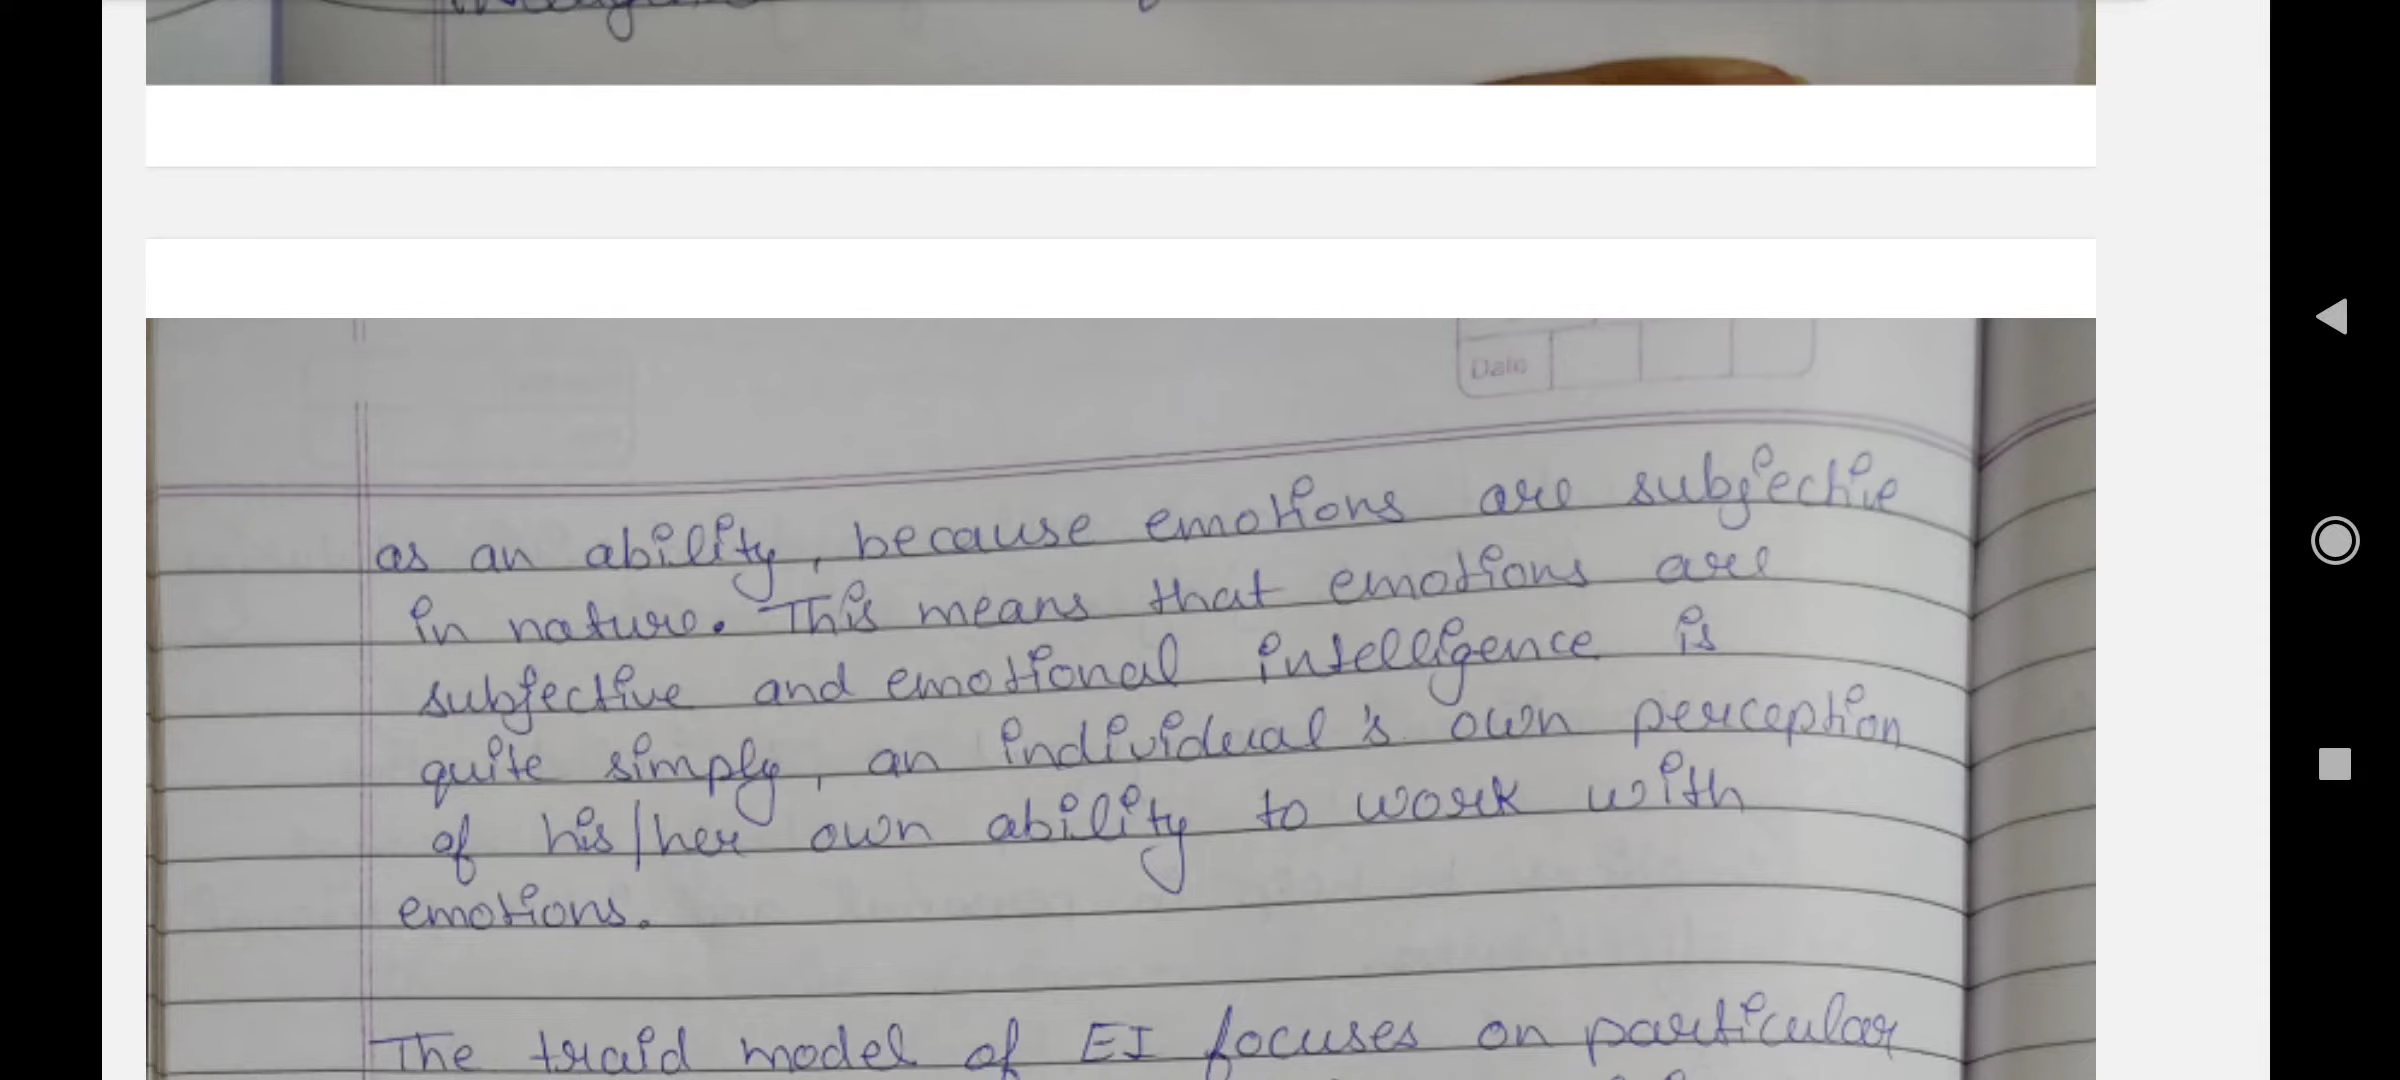 Date
as an ability, because emotions are subjective
in nature. This means that emotions are
subjective and emotional intelligence is
quite simply, an individual's own perception
of his/her own ability to work with
emotions.
The traid model of EI focuses on particular